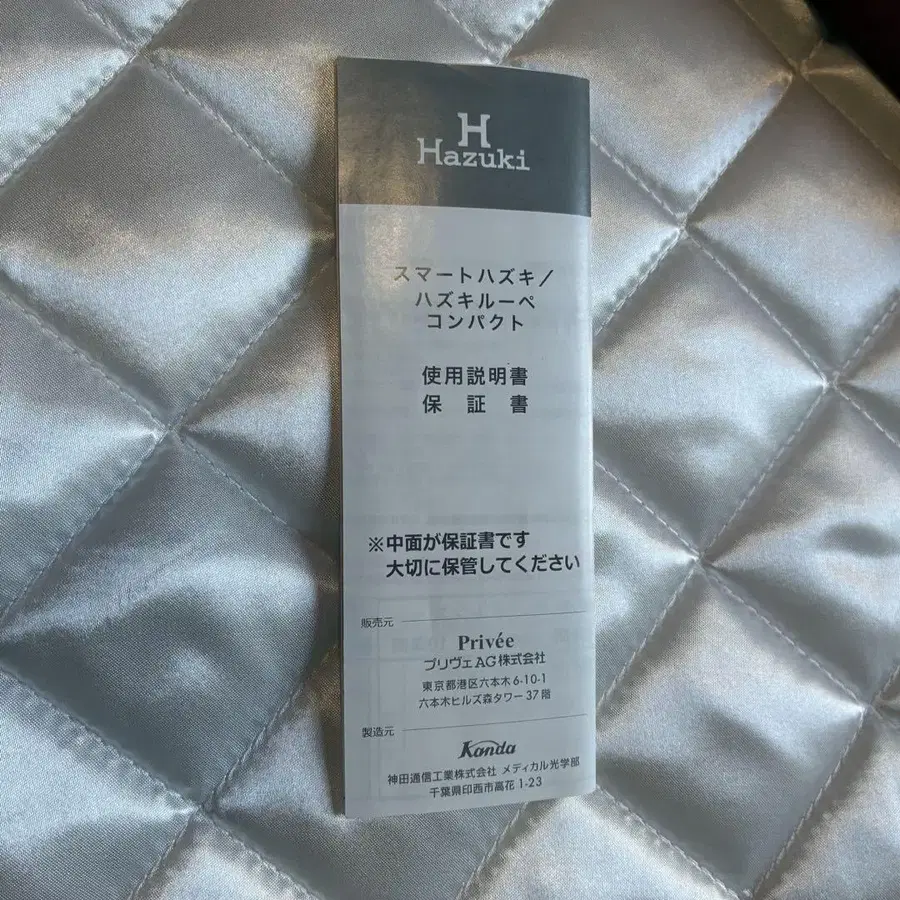 H
Hazuki
スマートハズキ/
ハズキルーペ
コンパクト
使用説明書
保 証 書
※中面が保証書です
大切に保管してください
販売元
Privée
プリヴェAG株式会社
東京都港区六本木6-10-1
六本木ヒルズ森タワー37階
製造元
Kanda
神田通信工業株式会社 メディカル光学部
千葉県印西市高花1-23